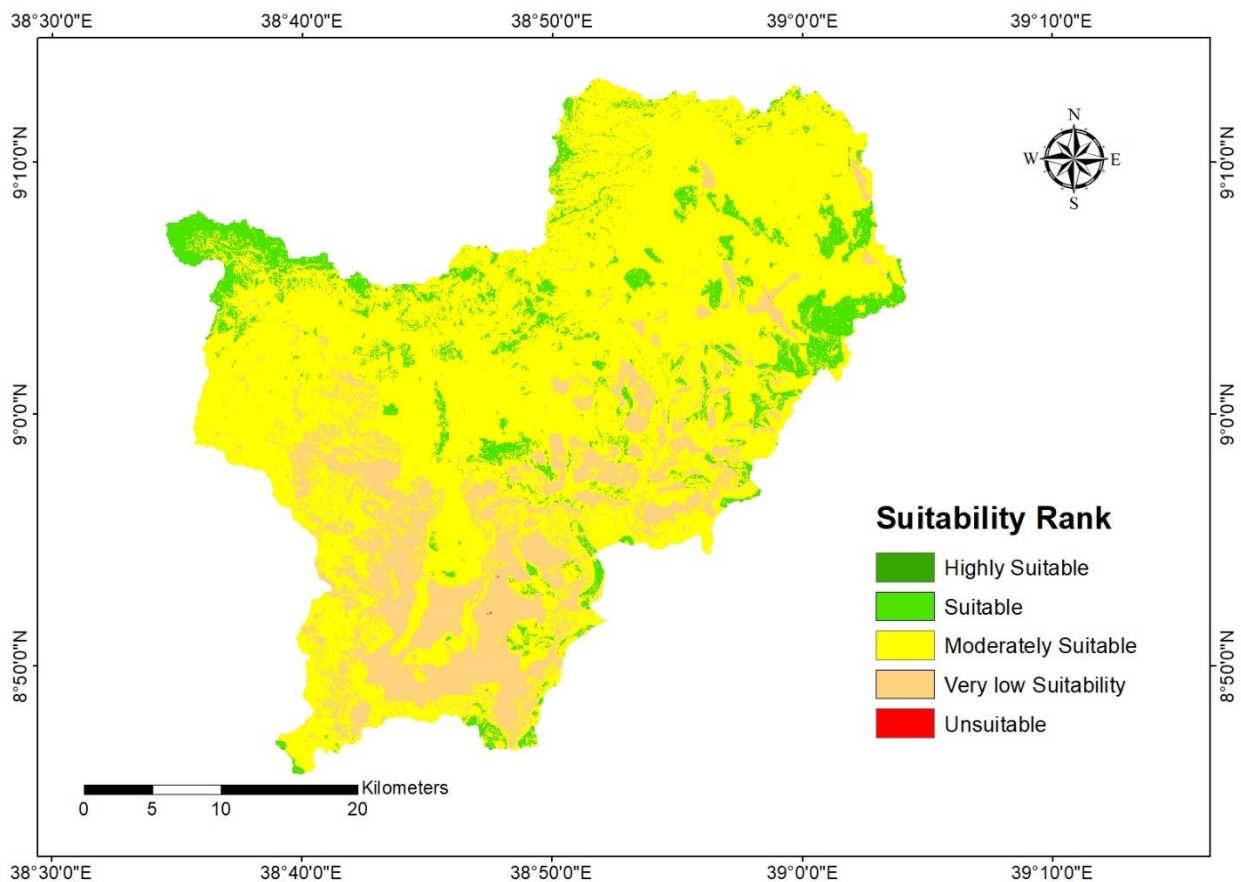 38°30'0"E 38°40'0"E 38°50'0"E 39°0'0"E 39°10'0"E
N
W E
S
9°10'0"N 9°10'0"N
9°0'0"N 9°0'0"N
Suitability Rank
Highly Suitable
Suitable
Moderately Suitable
Very low Suitability
Unsuitable
8°50'0"N 8°50'0"N
Kilometers
0 5 10 20
38°30'0"E 38°40'0"E 38°50'0"E 39°0'0"E 39°10'0"E